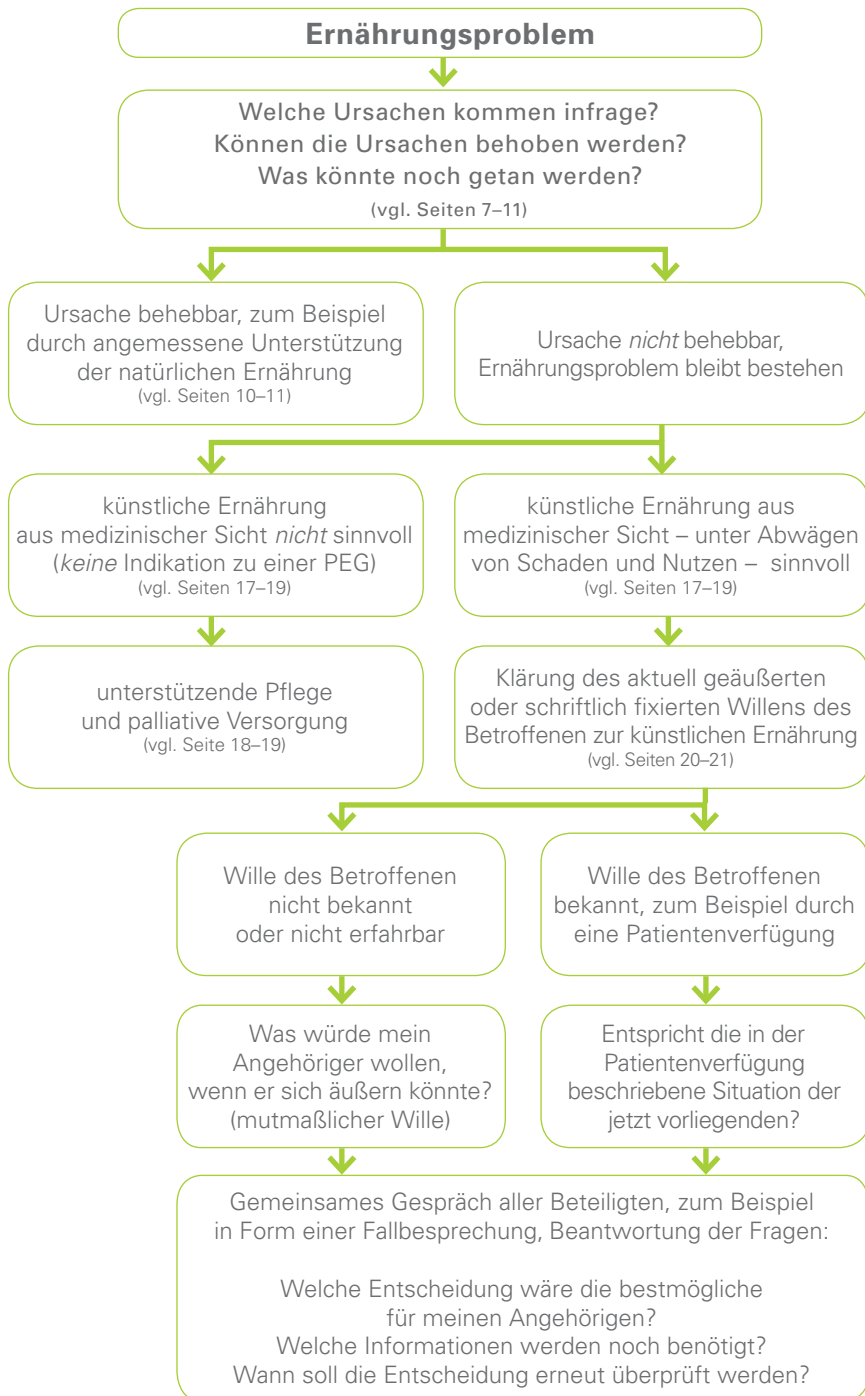 Ernährungsproblem
Welche Ursachen kommen infrage?
Können die Ursachen behoben werden?
Was könnte noch getan werden?
(vgl. Seiten 7–11)
Ursache behebbar, zum Beispiel
durch angemessene Unterstützung
der natürlichen Ernährung
(vgl. Seiten 10–11)
Ursache nicht behebbar,
Ernährungsproblem bleibt bestehen
künstliche Ernährung
aus medizinischer Sicht nicht sinnvoll
(keine Indikation zu einer PEG)
(vgl. Seiten 17–19)
künstliche Ernährung aus
medizinischer Sicht – unter Abwägen
von Schaden und Nutzen – sinnvoll
(vgl. Seiten 17–19)
unterstützende Pflege
und palliative Versorgung
(vgl. Seite 18–19)
Klärung des aktuell geäußerten
oder schriftlich fixierten Willens des
Betroffenen zur künstlichen Ernährung
(vgl. Seiten 20–21)
Wille des Betroffenen
nicht bekannt
oder nicht erfahrbar
Wille des Betroffenen
bekannt, zum Beispiel durch
eine Patientenverfügung
Was würde mein
Angehöriger wollen,
wenn er sich äußern könnte?
(mutmaßlicher Wille)
Entspricht die in der
Patientenverfügung
beschriebene Situation der
jetzt vorliegenden?
Gemeinsames Gespräch aller Beteiligten, zum Beispiel
in Form einer Fallbesprechung, Beantwortung der Fragen:
Welche Entscheidung wäre die bestmögliche
für meinen Angehörigen?
Welche Informationen werden noch benötigt?
Wann soll die Entscheidung erneut überprüft werden?